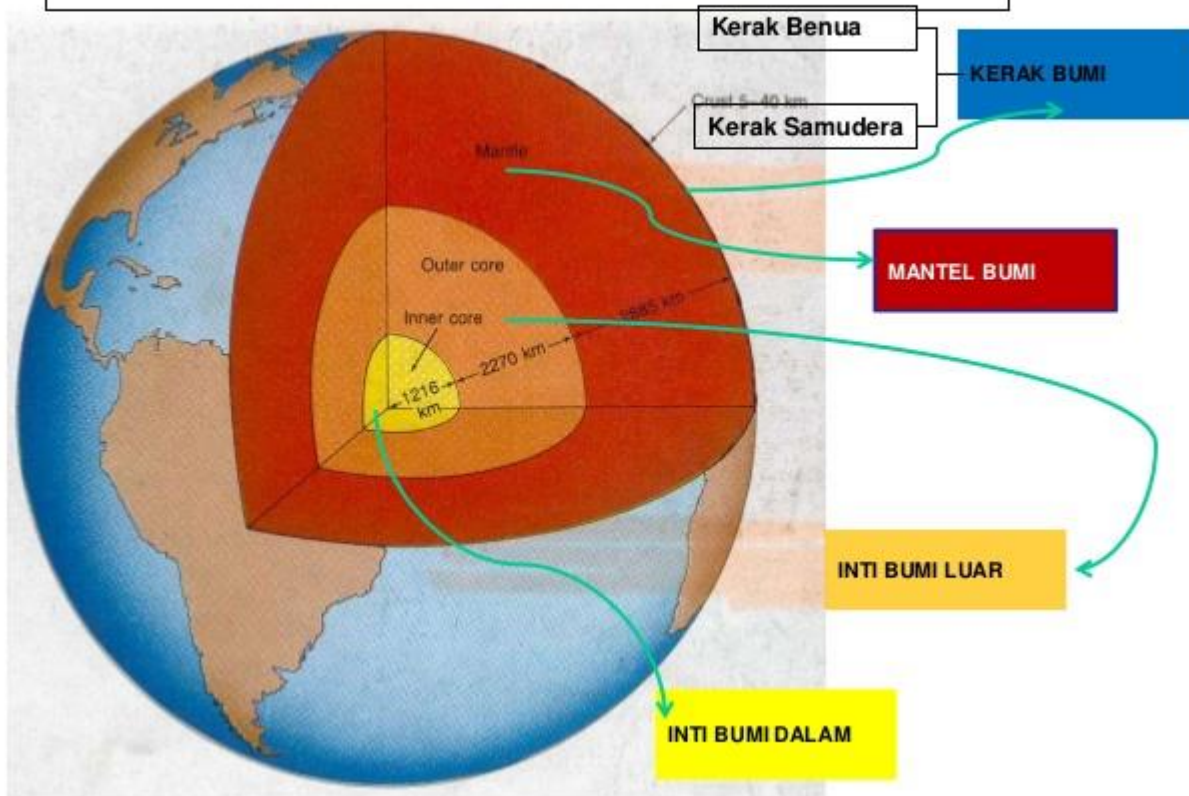 Kerak Benua
KERAK BUMI
Crust 5-40 km
Kerak Samudera
Mantle
Outer core
MANTEL BUMI
Inner core
2885 km
2270 km
1216
km
INTI BUMI LUAR
INTI BUMI DALAM